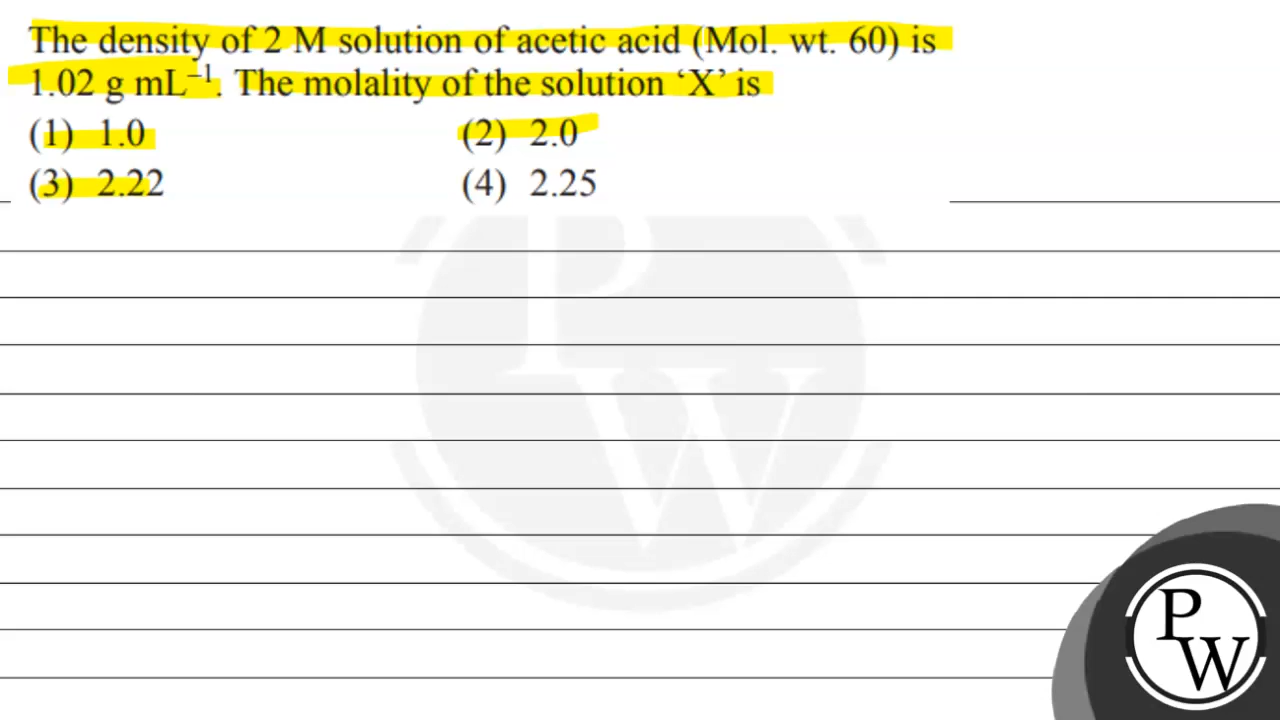 The density of 2 M solution of acetic acid (Mol. wt. 60) is
1.02 g mL⁻¹. The molality of the solution ‘X’ is
(1) 1.0 (2) 2.0
(3) 2.22 (4) 2.25
P
W
P
W